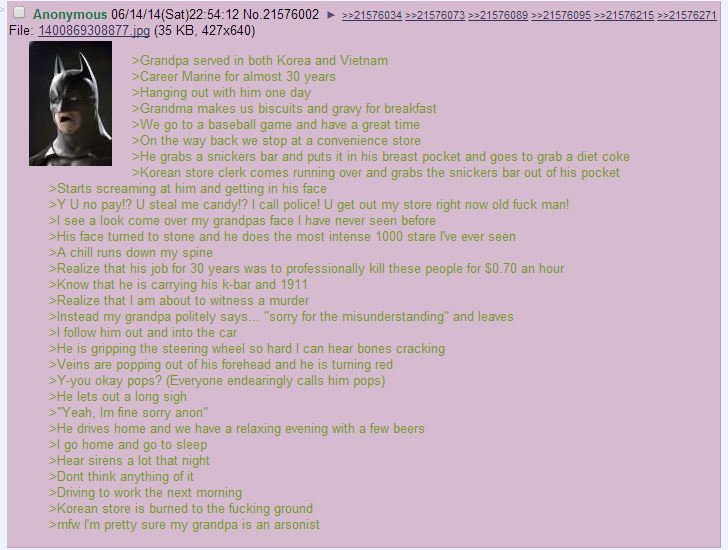 Anonymous 06/14/14(Sat)22:54:12 No.21576002 ► >>21576034 >>21576073 >>21576089 >>21576095 >>21576215 >>21576271
File: 1400869308877.jpg (35 KB, 427x640)
>Grandpa served in both Korea and Vietnam
>Career Marine for almost 30 years
>Hanging out with him one day
>Grandma makes us biscuits and gravy for breakfast
>We go to a baseball game and have a great time
>On the way back we stop at a convenience store
>He grabs a snickers bar and puts it in his breast pocket and goes to grab a diet coke
>Korean store clerk comes running over and grabs the snickers bar out of his pocket
>Starts screaming at him and getting in his face
>Y U no pay!? U steal me candy!? I call police! U get out my store right now old fuck man!
>I see a look come over my grandpas face I have never seen before
>His face turned to stone and he does the most intense 1000 stare I've ever seen
>A chill runs down my spine
>Realize that his job for 30 years was to professionally kill these people for $0.70 an hour
>Know that he is carrying his k-bar and 1911
>Realize that I am about to witness a murder
>Instead my grandpa politely says... "sorry for the misunderstanding" and leaves
>I follow him out and into the car
>He is gripping the steering wheel so hard I can hear bones cracking
>Veins are popping out of his forehead and he is turning red
>Y-you okay pops? (Everyone endearingly calls him pops)
>He lets out a long sigh
>"Yeah, Im fine sorry anon"
>He drives home and we have a relaxing evening with a few beers
>I go home and go to sleep
>Hear sirens a lot that night
>Dont think anything of it
>Driving to work the next morning
>Korean store is burned to the fucking ground
>mfw I'm pretty sure my grandpa is an arsonist